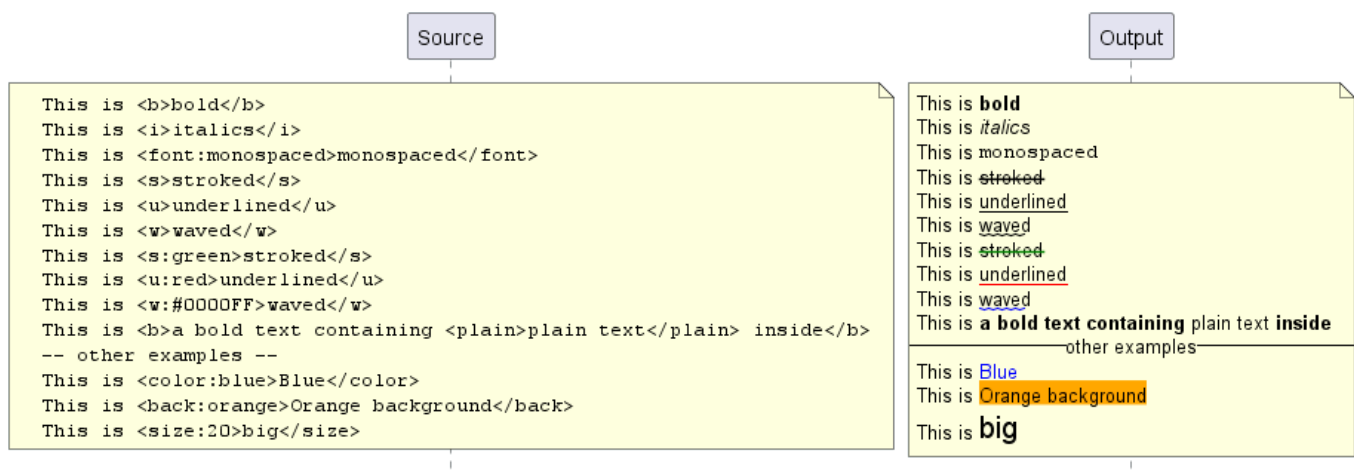 Source
This is <b>bold</b>
This is <i>italics</i>
This is <font:monospaced>monospaced</font>
This is <s>stroked</s>
This is <u>underlined</u>
This is <w>waved</w>
This is <s:green>stroked</s>
This is <u:red>underlined</u>
This is <w:#0000FF>waved</w>
This is <b>a bold text containing <plain>plain text</plain> inside</b>
-- other examples --
This is <color:blue>Blue</color>
This is <back:orange>Orange background</back>
This is <size:20>big</size>
Output
This is bold
This is italics
This is monospaced
This is stroked
This is underlined
This is waved
This is stroked
This is underlined
This is waved
This is a bold text containing plain text inside
other examples
This is Blue
This is Orange background
This is big